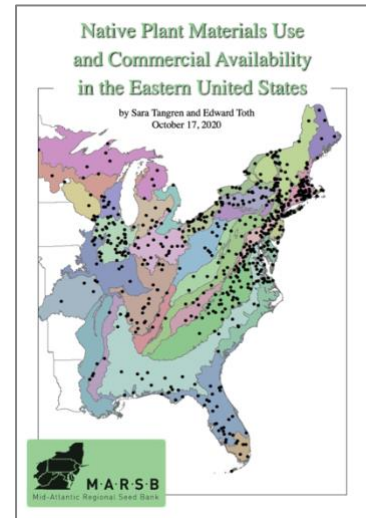 Native Plant Materials Use
and Commercial Availability
in the Eastern United States
by Sara Tangren and Edward Toth
October 17, 2020
M·A·R·S·B
Mid-Atlantic Regional Seed Bank